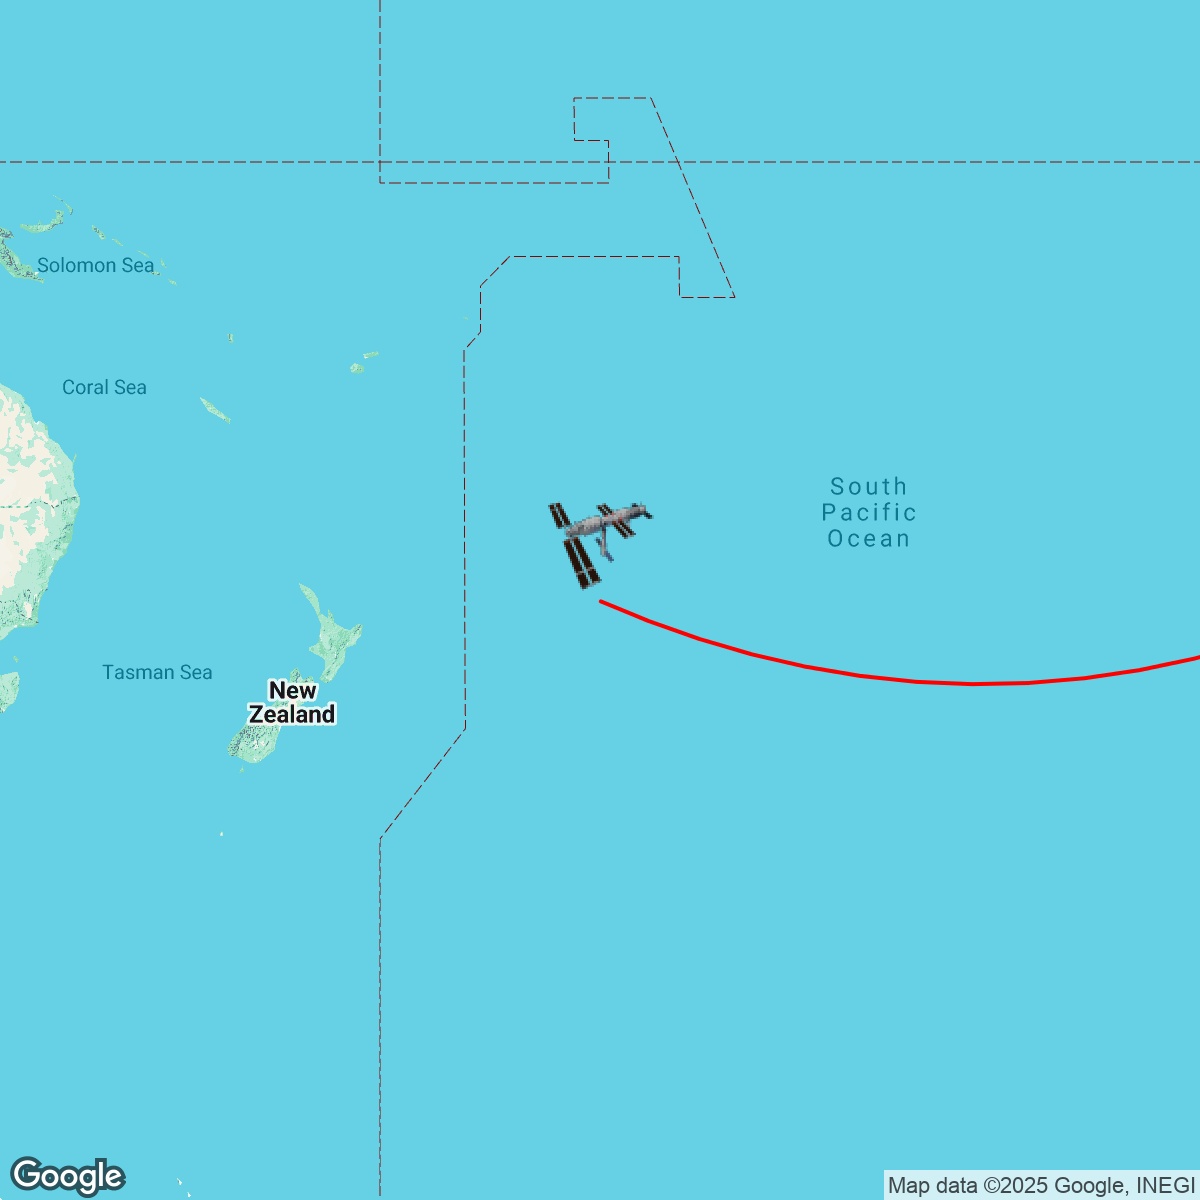 Solomon Sea
Coral Sea
South
Pacific
Ocean
Tasman Sea
New
Zealand
Google
Map data ©2025 Google, INEGI